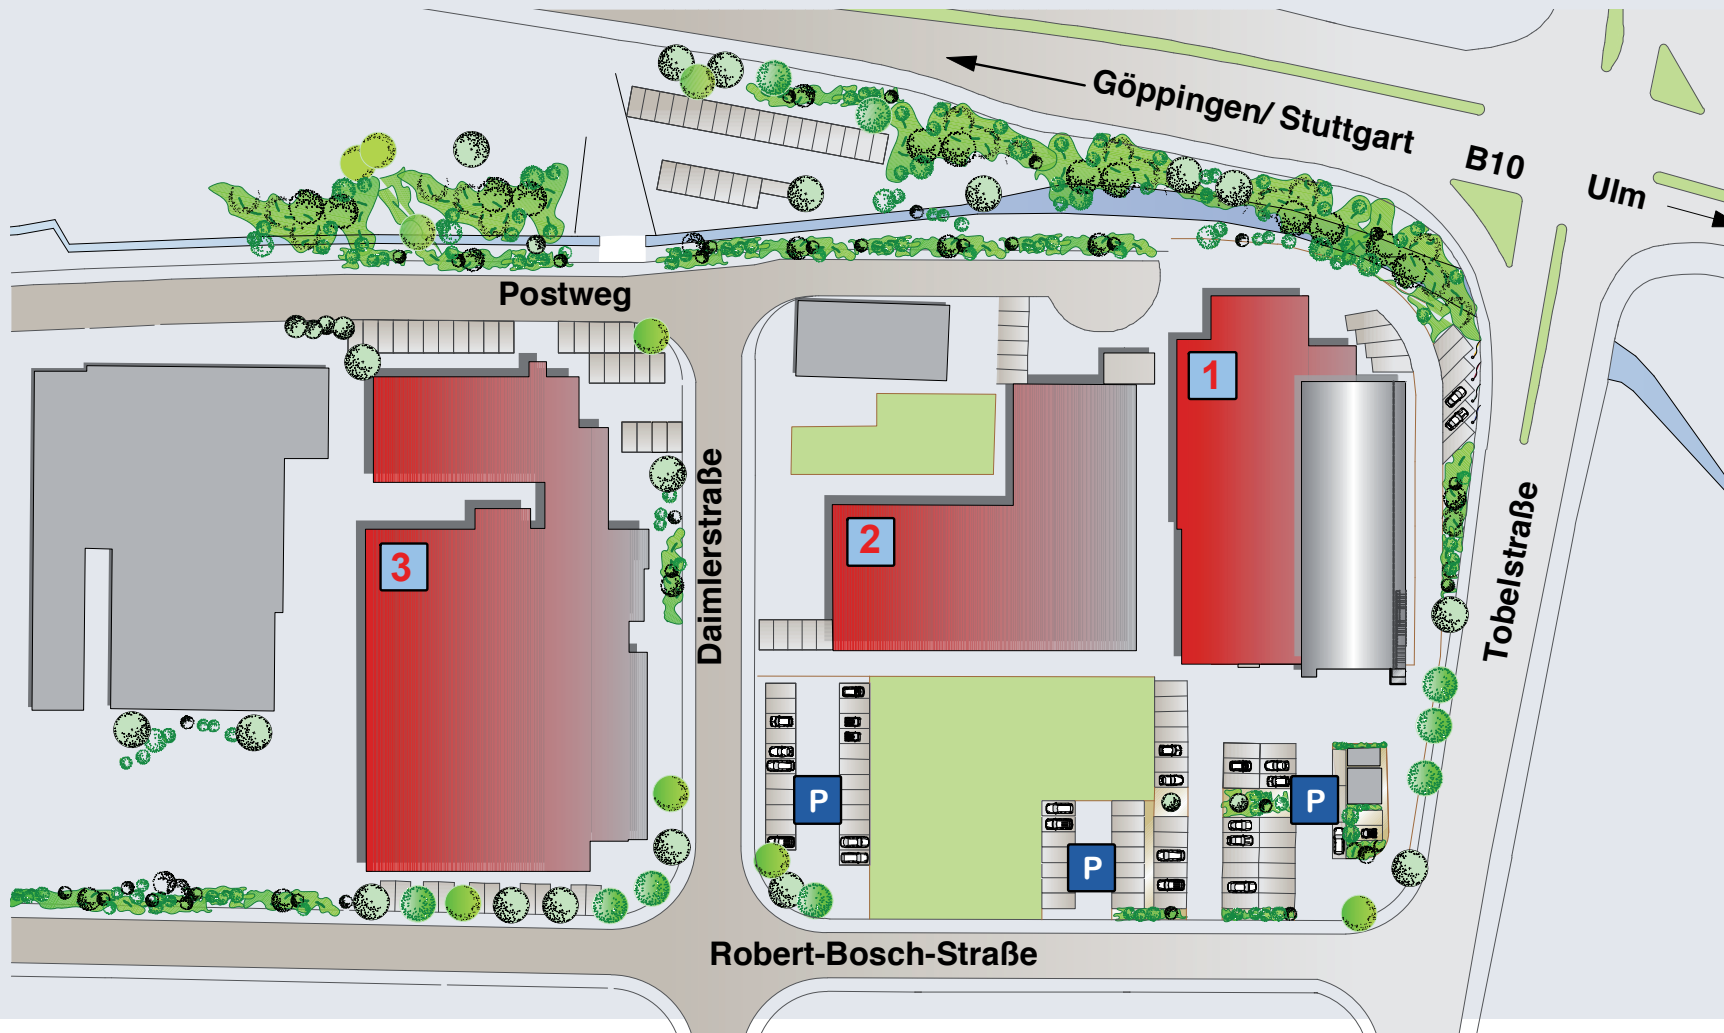 Göppingen/ Stuttgart
B10
Ulm
Postweg
1
2
3
Daimlerstraße
Tobelstraße
P
P
P
Robert-Bosch-Straße